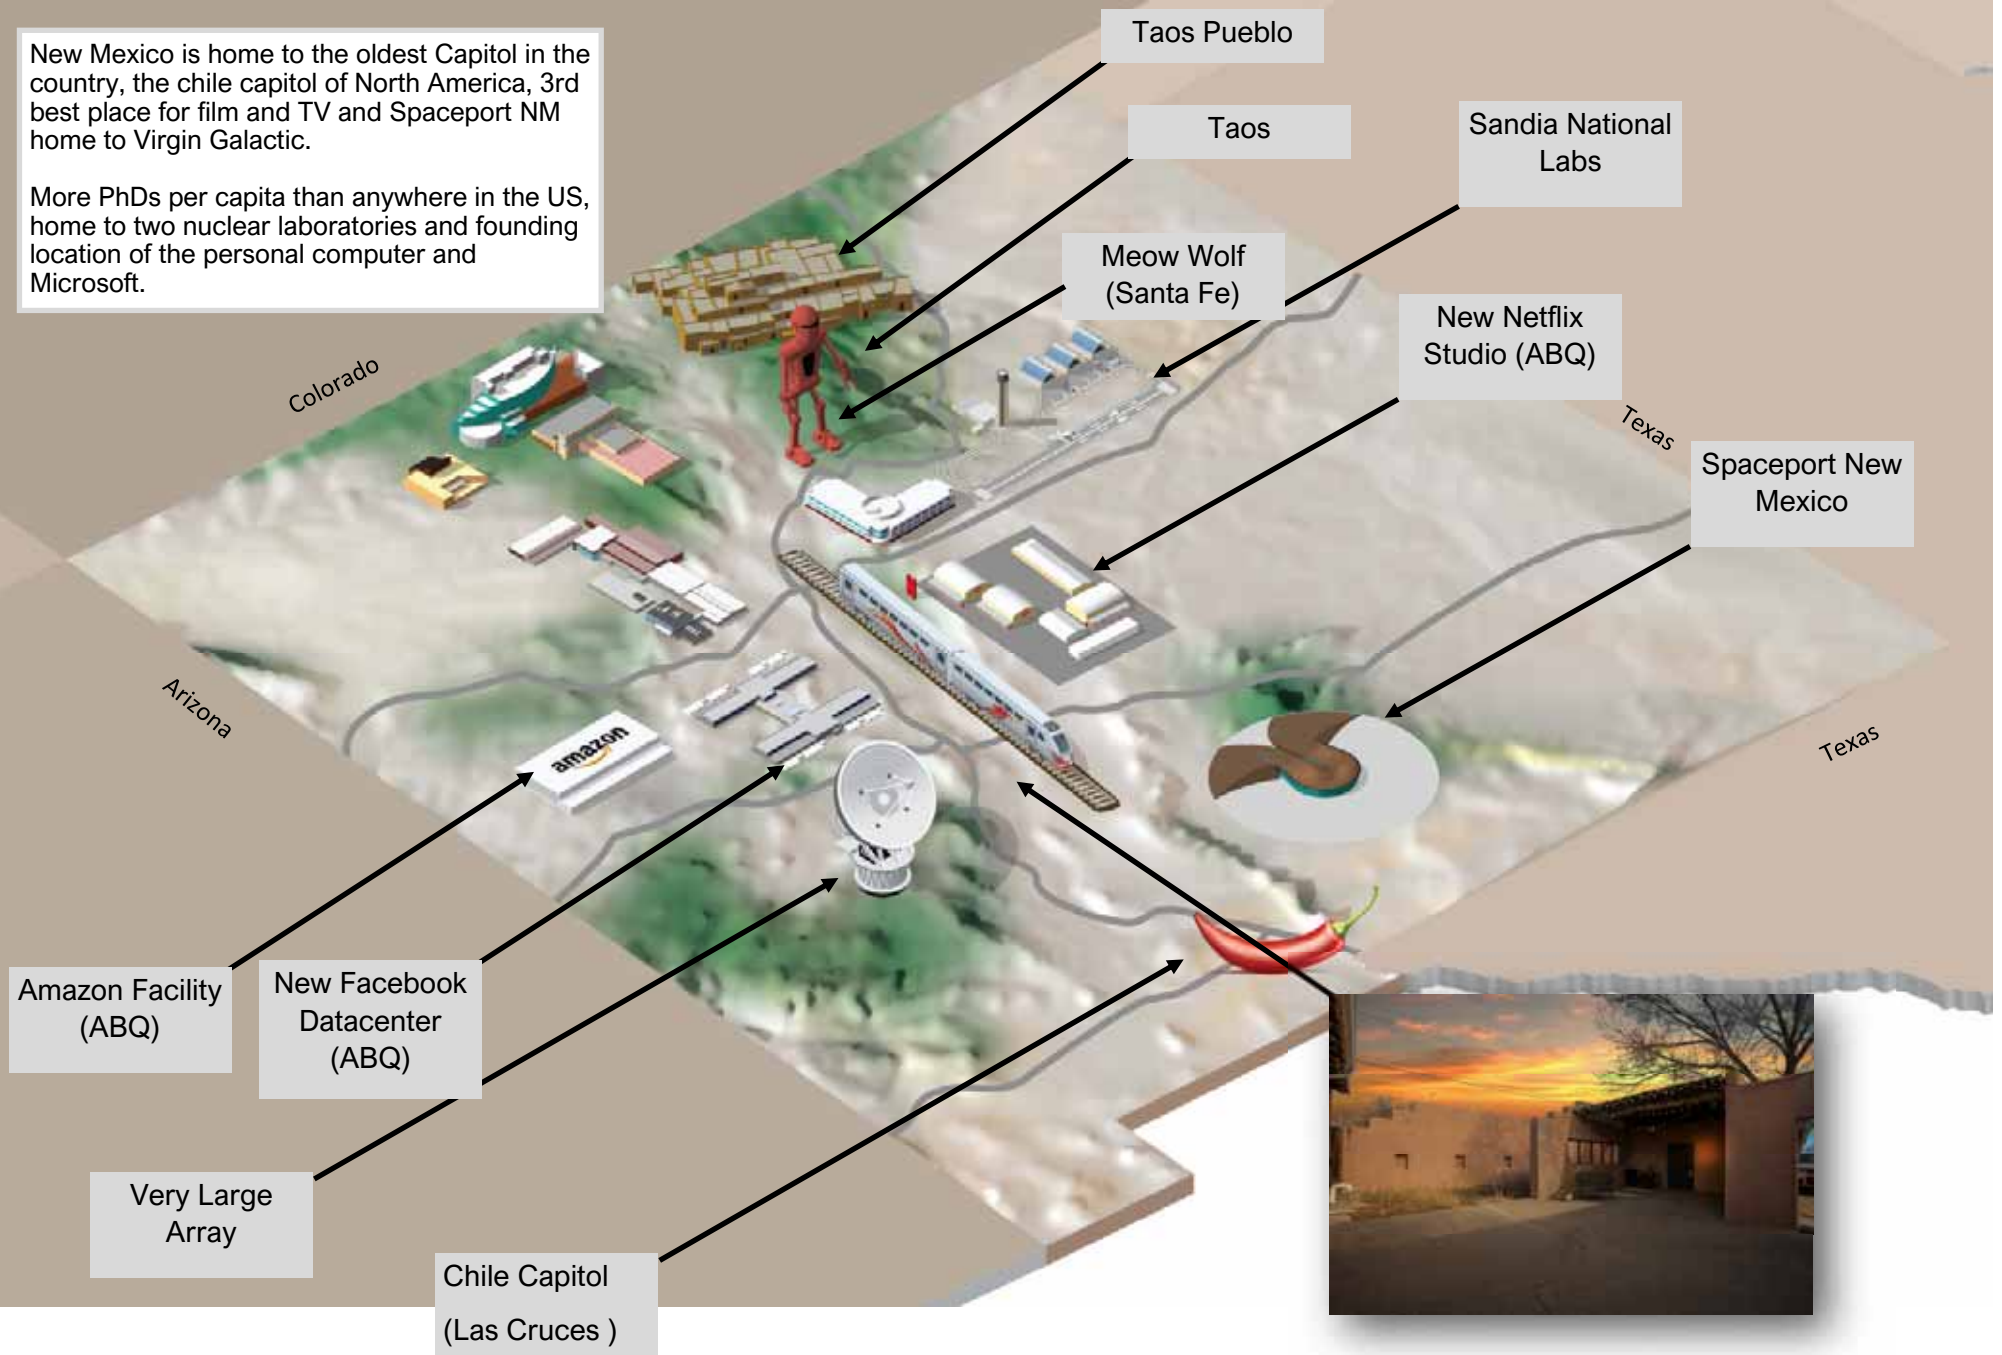 New Mexico is home to the oldest Capitol in the
country, the chile capitol of North America, 3rd
best place for film and TV and Spaceport NM
home to Virgin Galactic.
More PhDs per capita than anywhere in the US,
home to two nuclear laboratories and founding
location of the personal computer and
Microsoft.
Taos Pueblo
Taos
Sandia National
Labs
Meow Wolf
(Santa Fe)
New Netflix
Studio (ABQ)
Colorado
Texas
Spaceport New
Mexico
Arizona
amazon
Texas
Amazon Facility
(ABQ)
New Facebook
Datacenter
(ABQ)
Very Large
Array
Chile Capitol
(Las Cruces )